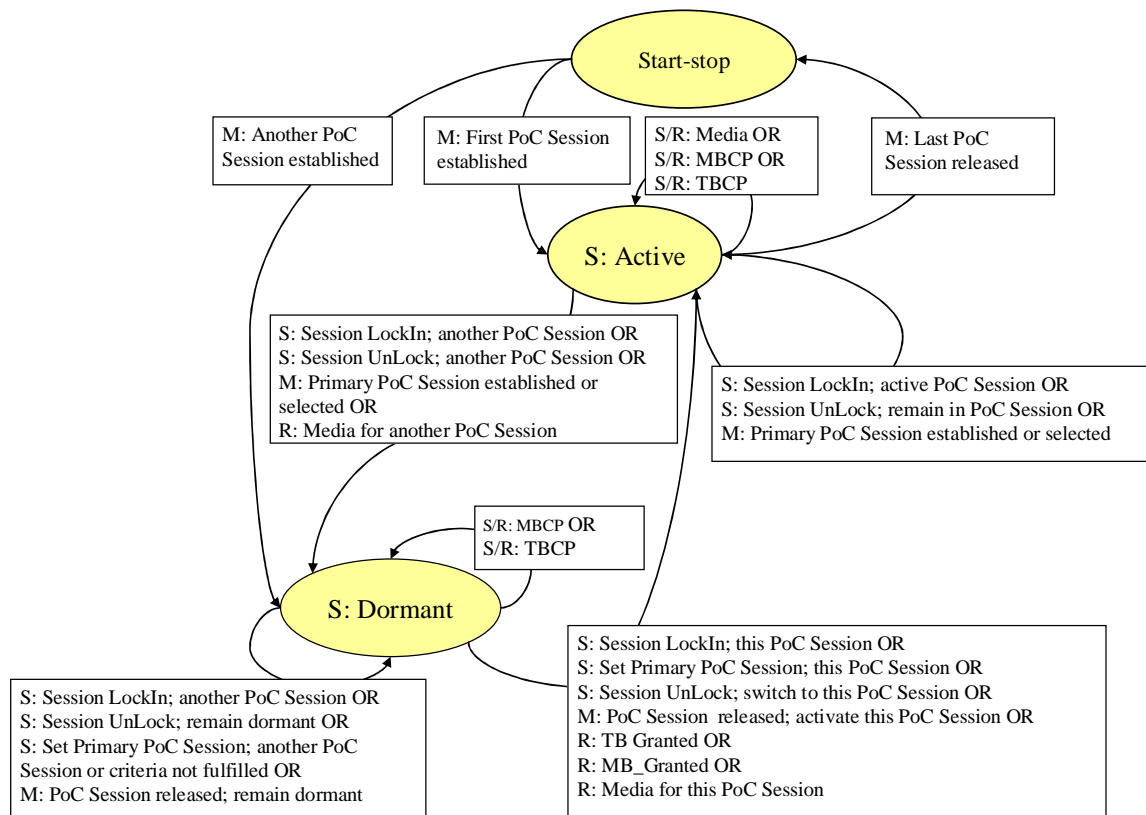 Start-stop
M: Another PoC
Session established
M: First PoC Session
established
S/R: Media OR
S/R: MBCP OR
S/R: TBCP
M: Last PoC
Session released
S: Active
S: Session LockIn; another PoC Session OR
S: Session UnLock; another PoC Session OR
M: Primary PoC Session established or
selected OR
R: Media for another PoC Session
S: Session LockIn; active PoC Session OR
S: Session UnLock; remain in PoC Session OR
M: Primary PoC Session established or selected
S/R: MBCP OR
S/R: TBCP
S: Dormant
S: Session LockIn; this PoC Session OR
S: Set Primary PoC Session; this PoC Session OR
S: Session UnLock; switch to this PoC Session OR
M: PoC Session released; activate this PoC Session OR
R: TB Granted OR
R: MB_Granted OR
R: Media for this PoC Session
S: Session LockIn; another PoC Session OR
S: Session UnLock; remain dormant OR
S: Set Primary PoC Session; another PoC
Session or criteria not fulfilled OR
M: PoC Session released; remain dormant